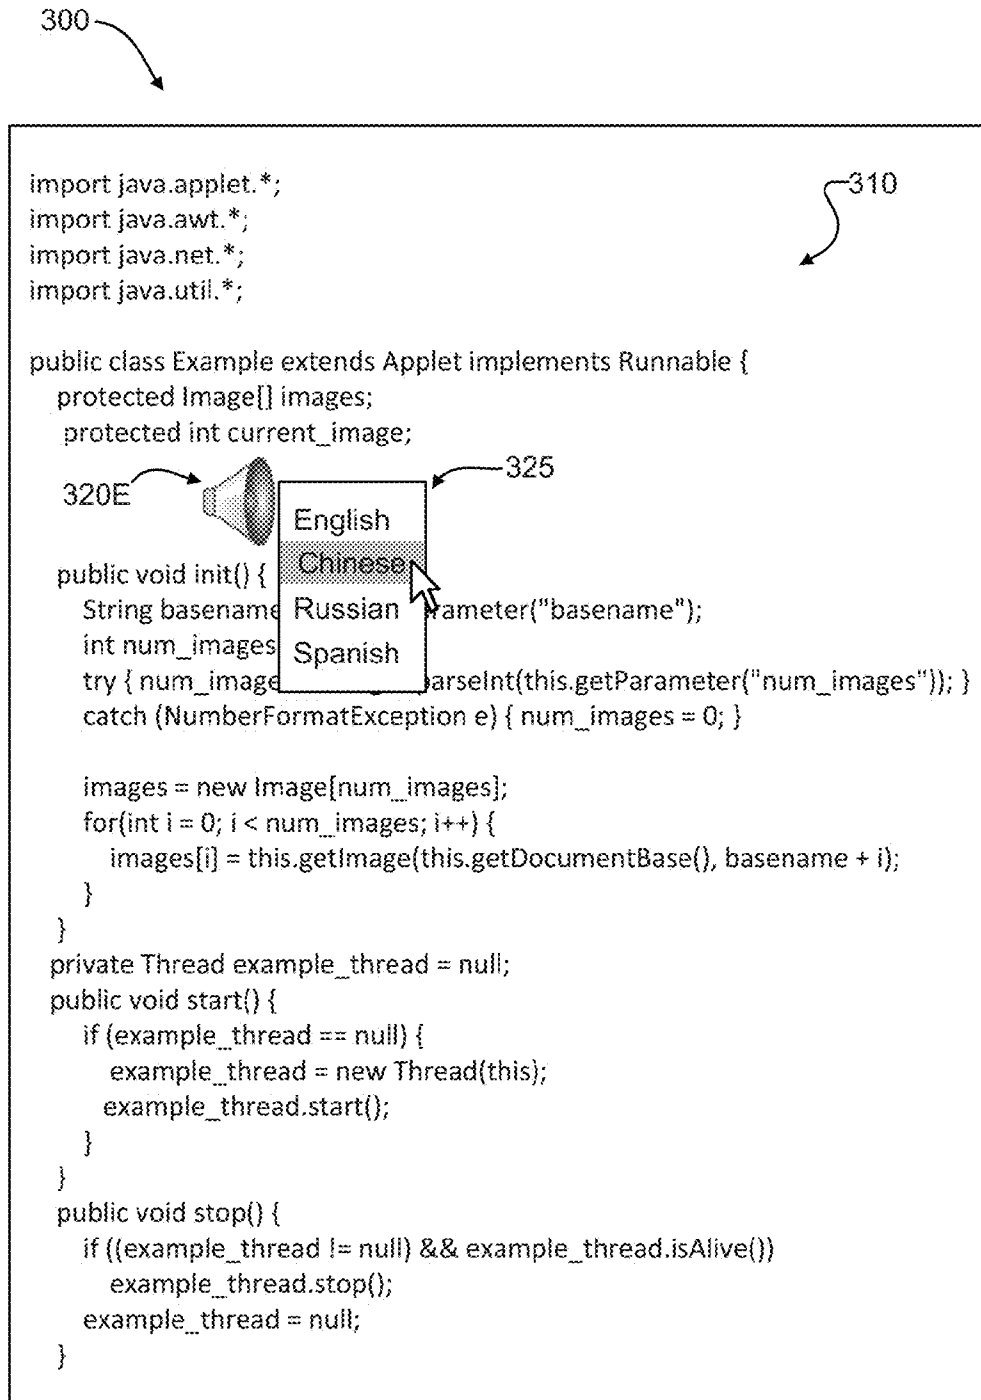 300
310
import java.applet.*;
import java.awt.*;
import java.net.*;
import java.util.*;
public class Example extends Applet implements Runnable {
protected Image[] images;
protected int current_image;
320E
325
English
Chinese
Russian
Spanish
public void init() {
String basename rameter("basename");
int num_images
try { num_image parseInt(this.getParameter("num_images")); }
catch (NumberFormatException e) { num_images = 0; }
images = new Image[num_images];
for(int i = 0; i < num_images; i++) {
images[i] = this.getImage(this.getDocumentBase(), basename + i);
}
}
private Thread example_thread = null;
public void start() {
if (example_thread == null) {
example_thread = new Thread(this);
example_thread.start();
}
}
public void stop() {
if ((example_thread != null) && example_thread.isAlive())
example_thread.stop();
example_thread = null;
}